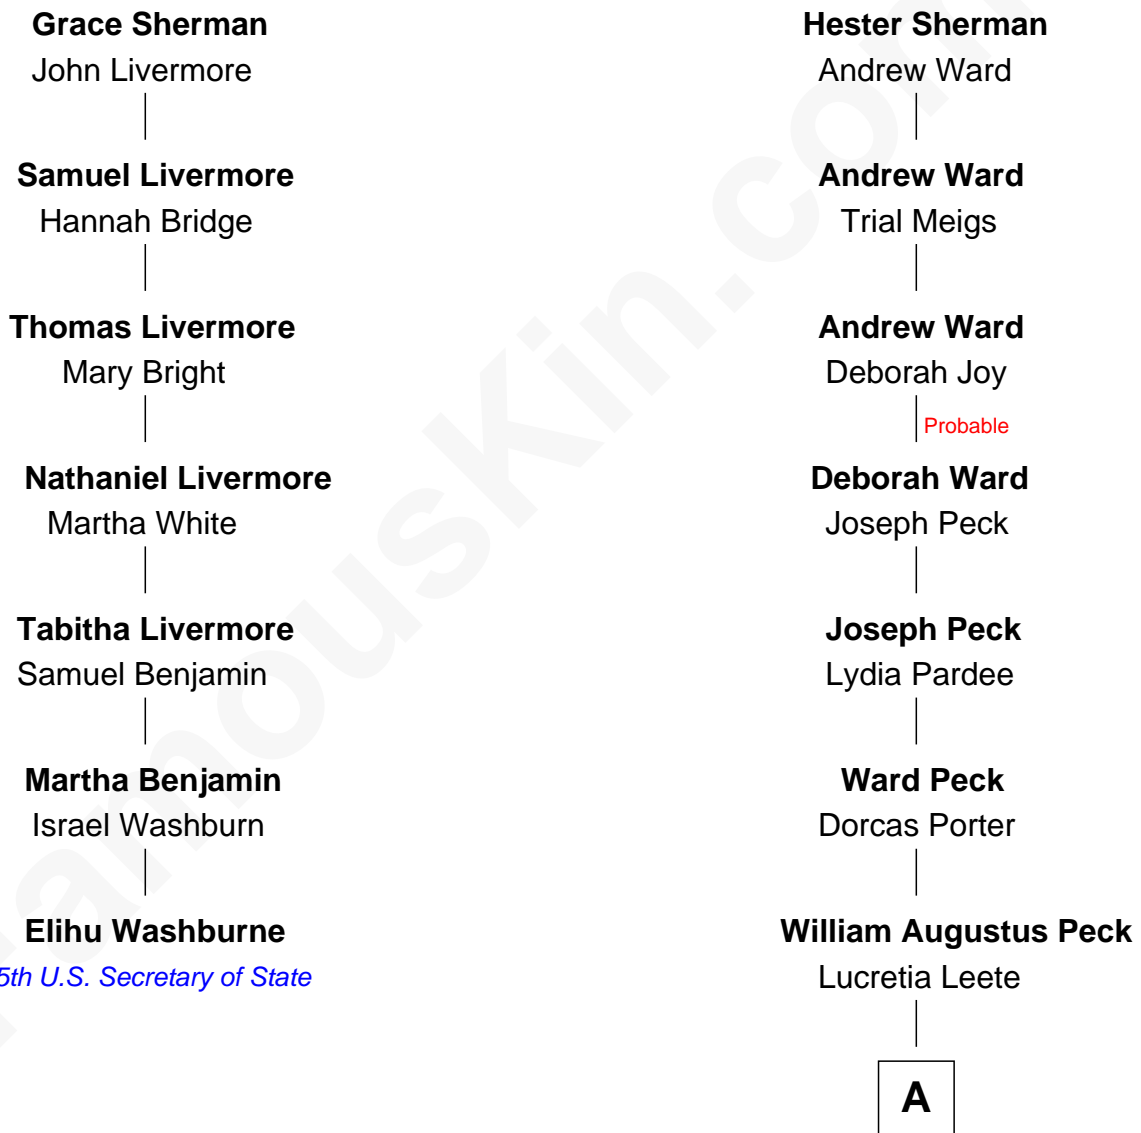 Grace Sherman
John Livermore
Samuel Livermore
Hannah Bridge
Thomas Livermore
Mary Bright
Nathaniel Livermore
Martha White
Tabitha Livermore
Samuel Benjamin
Martha Benjamin
Israel Washburn
Elihu Washburne
5th U.S. Secretary of State
Hester Sherman
Andrew Ward
Andrew Ward
Trial Meigs
Andrew Ward
Deborah Joy
Probable
Deborah Ward
Joseph Peck
Joseph Peck
Lydia Pardee
Ward Peck
Dorcas Porter
William Augustus Peck
Lucretia Leete
A
FamousKin.com